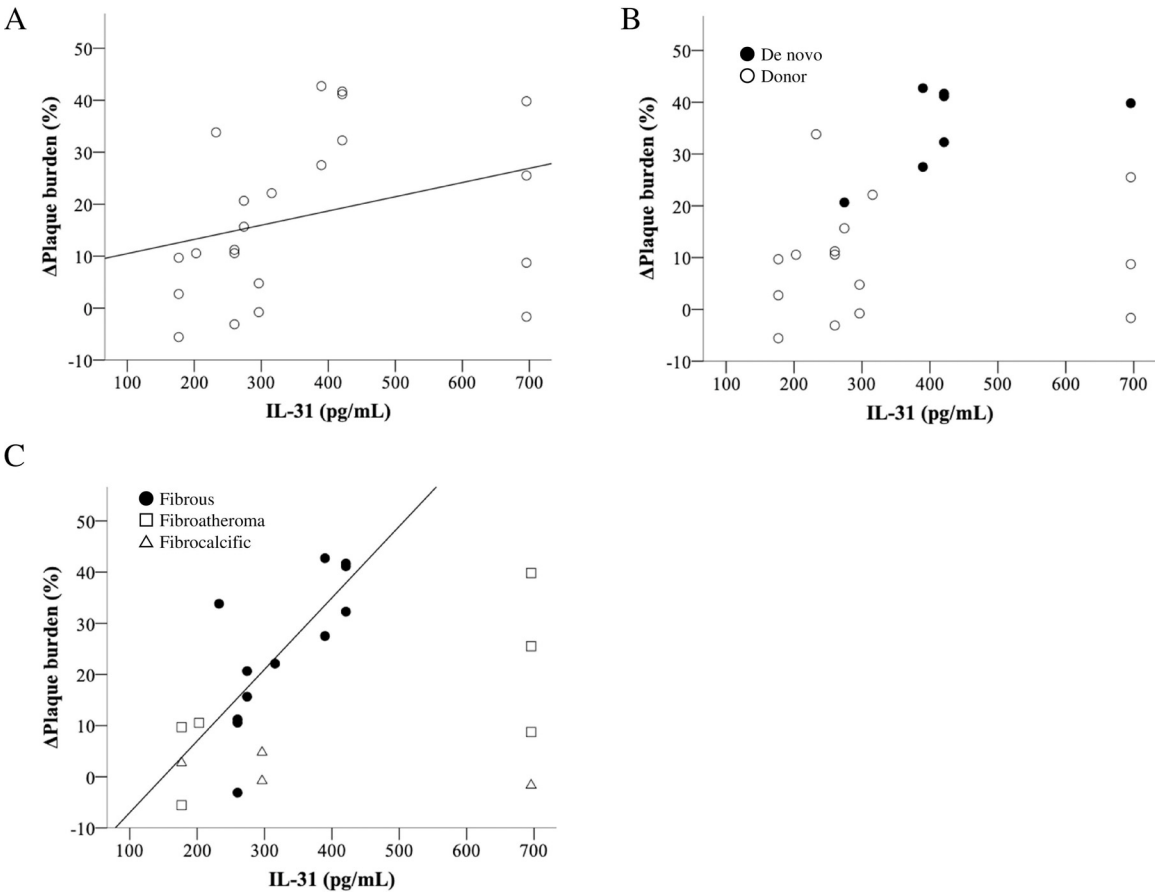 A
ΔPlaque burden (%)
50
40
30
20
10
0
-10
100 200 300 400 500 600 700
IL-31 (pg/mL)
B
ΔPlaque burden (%)
50
40
30
20
10
0
-10
De novo
Donor
100 200 300 400 500 600 700
IL-31 (pg/mL)
C
ΔPlaque burden (%)
50
40
30
20
10
0
-10
Fibrous
Fibroatheroma
Fibrocalcific
100 200 300 400 500 600 700
IL-31 (pg/mL)